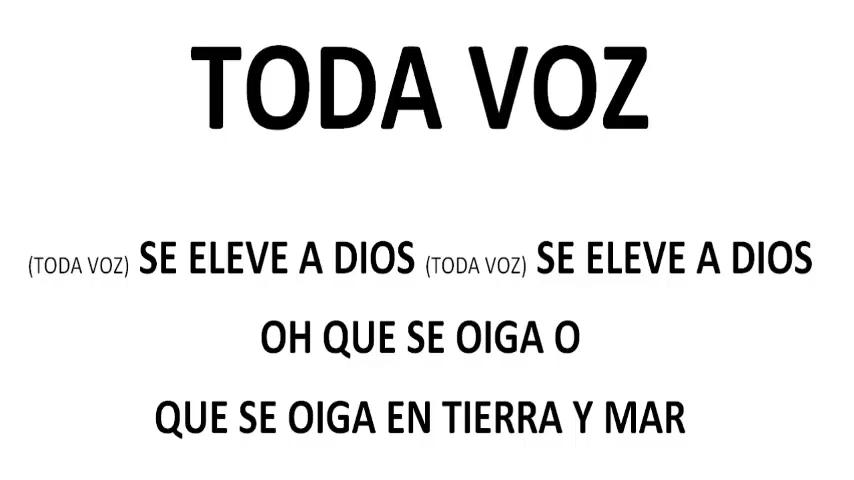 TODA VOZ
(TODA VOZ) SE ELEVE A DIOS (TODA VOZ) SE ELEVE A DIOS
OH QUE SE OIGA O
QUE SE OIGA EN TIERRA Y MAR